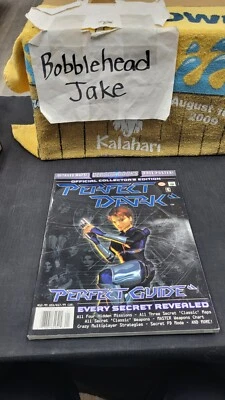 Bobblehead
Jake
August 1
2009
Kalahari
OFFICIAL COLLECTOR'S EDITION
PERFECT
DARK
PERFECT GUIDE
EVERY SECRET REVEALED
All Four Hidden Missions - All Three Secret "Classic" Maps
All Secret "Classic" Weapons - MASTER Weapons Chart
Crazy Multiplayer Strategies - Secret PD Mode - AND MORE!